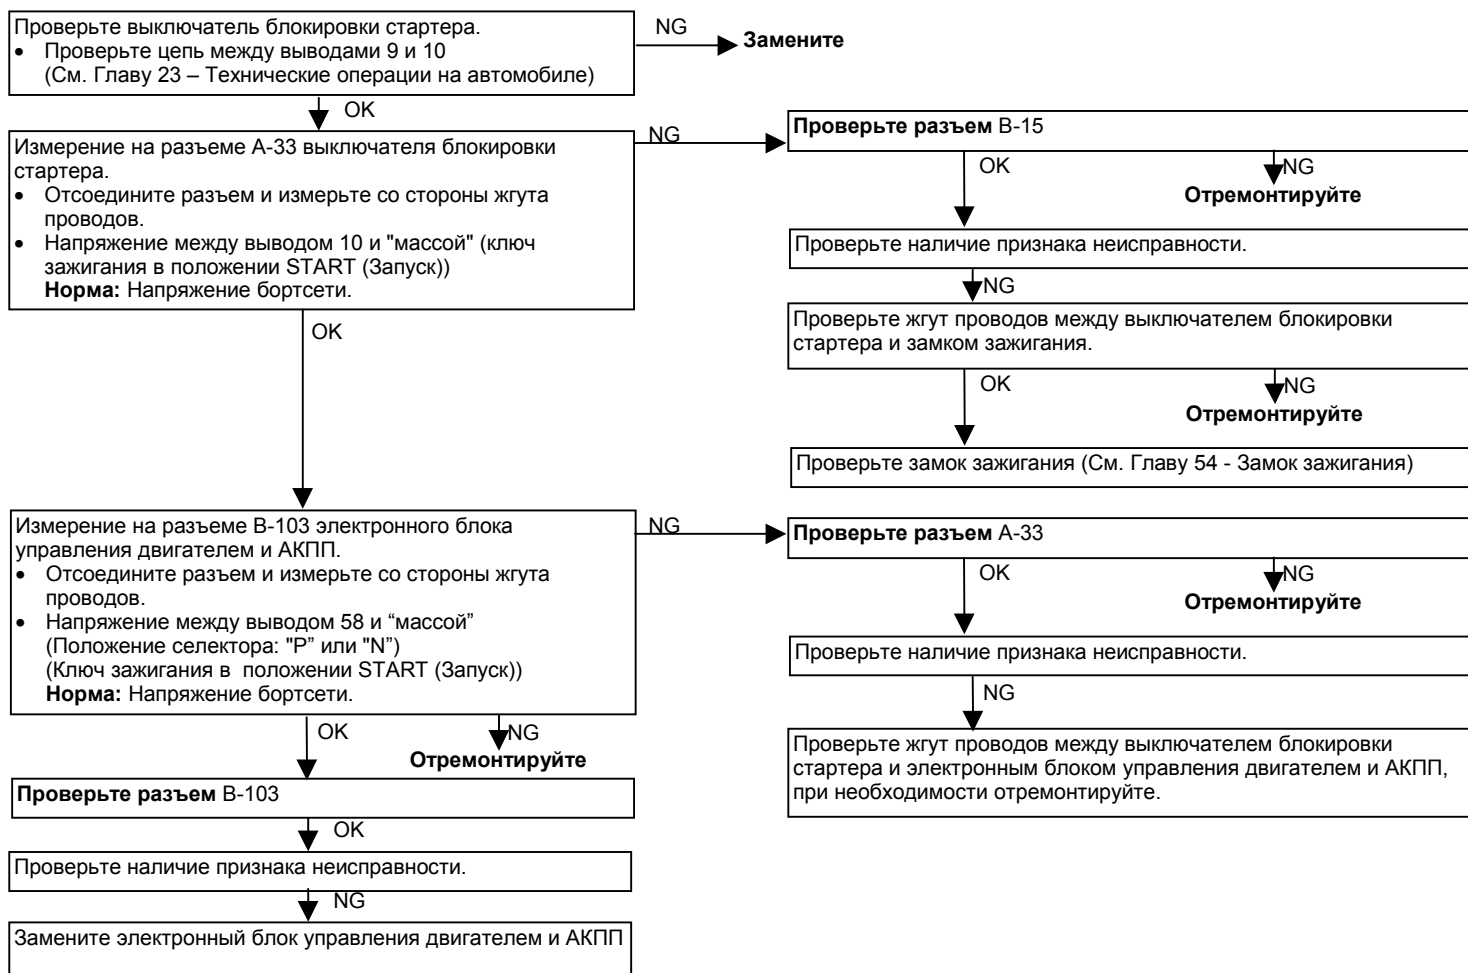 Проверьте выключатель блокировки стартера.
• Проверьте цепь между выводами 9 и 10
(См. Главу 23 – Технические операции на автомобиле)
NG
Замените
OK
Измерение на разъеме А-33 выключателя блокировки
стартера.
• Отсоедините разъем и измерьте со стороны жгута
проводов.
• Напряжение между выводом 10 и "массой" (ключ
зажигания в положении START (Запуск))
Норма: Напряжение бортсети.
NG
Проверьте разъем В-15
OK
NG
Отремонтируйте
Проверьте наличие признака неисправности.
NG
Проверьте жгут проводов между выключателем блокировки
стартера и замком зажигания.
OK
NG
Отремонтируйте
Проверьте замок зажигания (См. Главу 54 - Замок зажигания)
OK
Измерение на разъеме В-103 электронного блока
управления двигателем и АКПП.
• Отсоедините разъем и измерьте со стороны жгута
проводов.
• Напряжение между выводом 58 и “массой”
(Положение селектора: "P” или "N”)
(Ключ зажигания в  положении START (Запуск))
Норма: Напряжение бортсети.
NG
Проверьте разъем А-33
OK
NG
Отремонтируйте
Проверьте наличие признака неисправности.
NG
Проверьте жгут проводов между выключателем блокировки
стартера и электронным блоком управления двигателем и АКПП,
при необходимости отремонтируйте.
OK
NG
Отремонтируйте
Проверьте разъем В-103
OK
Проверьте наличие признака неисправности.
NG
Замените электронный блок управления двигателем и АКПП